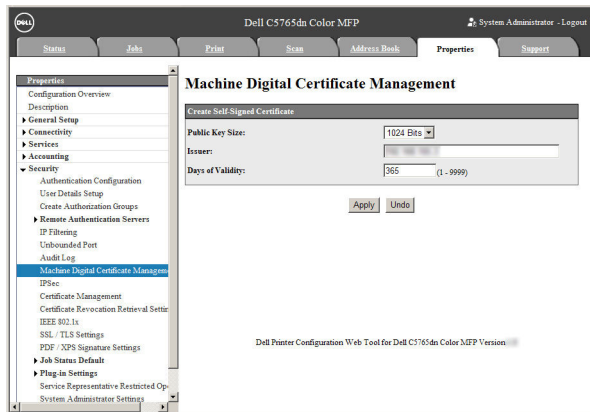 DELL
Dell C5765dn Color MFP
System Administrator - Logout
Status Jobs Print Scan Address Book Properties Support
Properties
Configuration Overview
Description
General Setup
Connectivity
Services
Accounting
Security
Authentication Configuration
User Details Setup
Create Authorization Groups
Remote Authentication Servers
IP Filtering
Unbounded Port
Audit Log
Machine Digital Certificate Managem
IPSec
Certificate Management
Certificate Revocation Retrieval Settin
IEEE 802.1x
SSL / TLS Settings
PDF / XPS Signature Settings
Job Status Default
Plug-in Settings
Service Representative Restricted Op
System Administrator Settings
Machine Digital Certificate Management
Create Self-Signed Certificate
Public Key Size: 1024 Bits
Issuer:
Days of Validity: 365 (1 - 9999)
Apply Undo
Dell Printer Configuration Web Tool for Dell C5765dn Color MFP Version